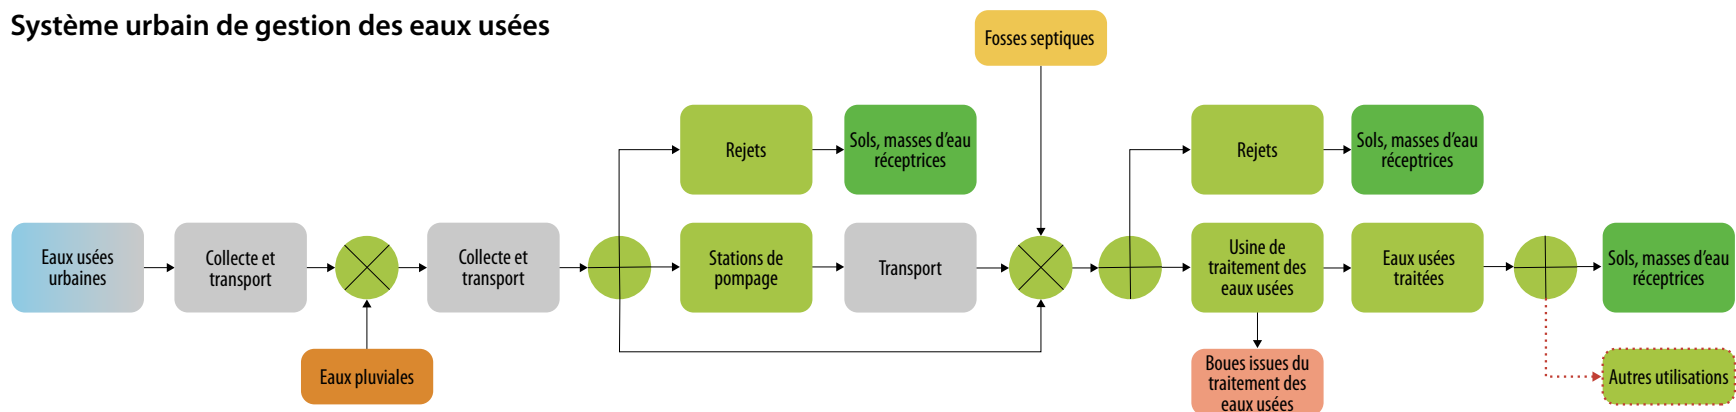 Système urbain de gestion des eaux usées
Fosses septiques
Rejets
Sols, masses d'eau
réceptrices
Rejets
Sols, masses d'eau
réceptrices
Eaux usées
urbaines
Collecte et
transport
Collecte et
transport
Stations de
pompage
Transport
Usine de
traitement des
eaux usées
Eaux usées
traitées
Sols, masses d'eau
réceptrices
Eaux pluviales
Boues issues du
traitement des
eaux usées
Autres utilisations